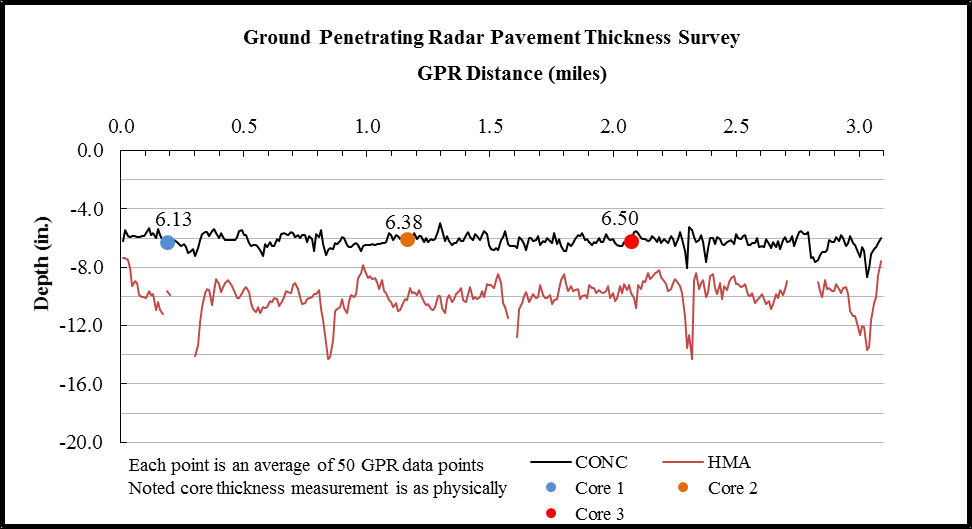 Ground Penetrating Radar Pavement Thickness Survey
GPR Distance (miles)
0.0 0.5 1.0 1.5 2.0 2.5 3.0
0.0
-4.0
-8.0
-12.0
-16.0
-20.0
Depth (in.)
6.13 6.38 6.50
Each point is an average of 50 GPR data points
Noted core thickness measurement is as physically
CONC HMA
Core 1 Core 2
Core 3